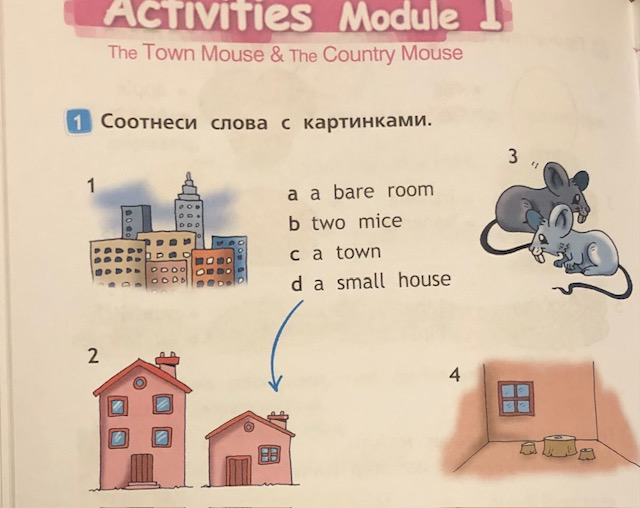 Activities Module 1
The Town Mouse & The Country Mouse
1 Соотнеси слова с картинками.
1
a a bare room
b two mice
c a town
d a small house
3
2
4